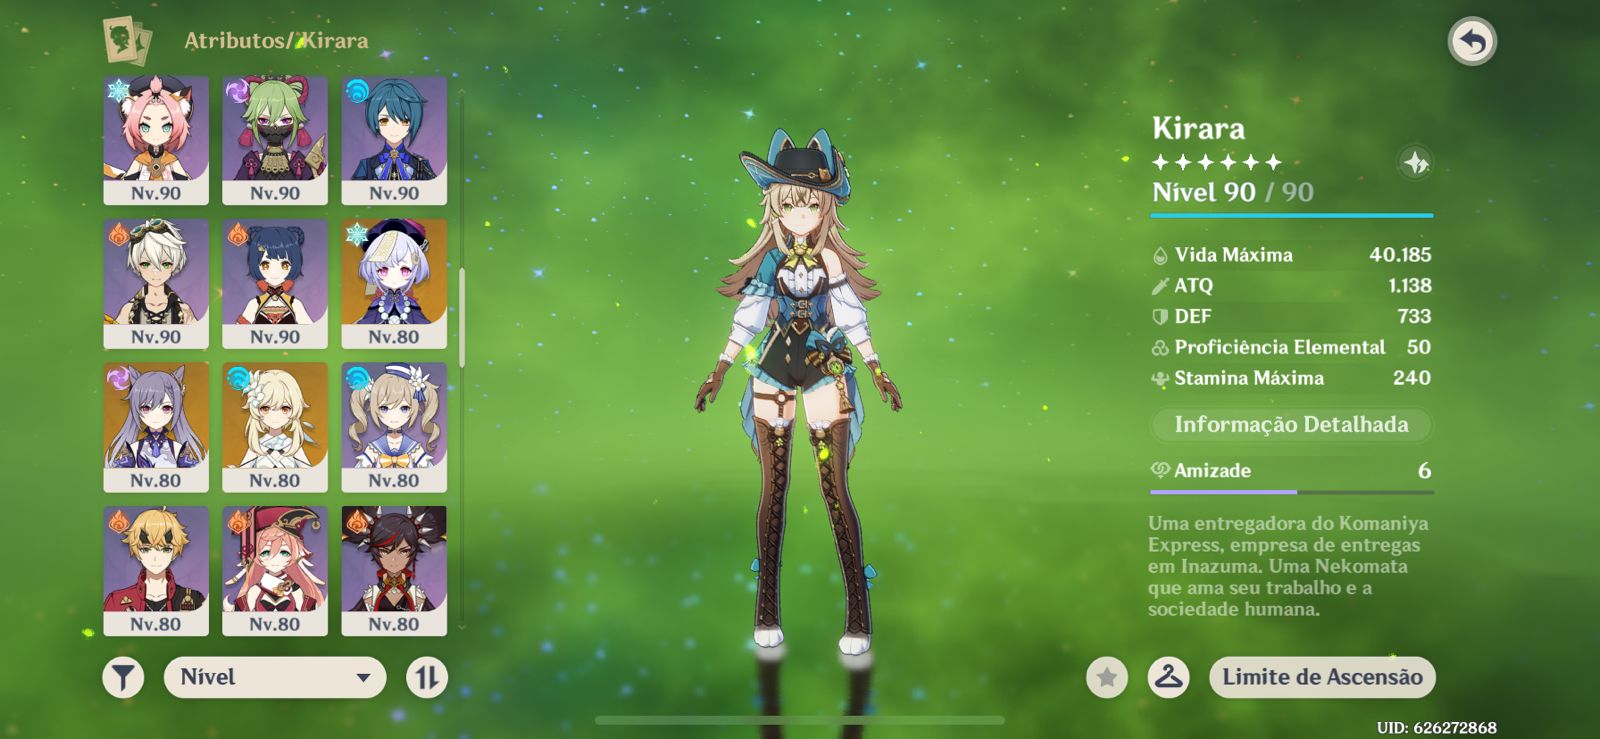 Atributos/ Kirara
Nv.90
Nv.90
Nv.90
Nv.90
Nv.90
Nv.80
Nv.80
Nv.80
Nv.80
Nv.80
Nv.80
Nv.80
Nível
Kirara
Nível 90 / 90
Vida Máxima 40.185
ATQ 1.138
DEF 733
Proficiência Elemental 50
Stamina Máxima 240
Informação Detalhada
Amizade 6
Uma entregadora do Komaniya
Express, empresa de entregas
em Inazuma. Uma Nekomata
que ama seu trabalho e a
sociedade humana.
Limite de Ascensão
UID: 626272868